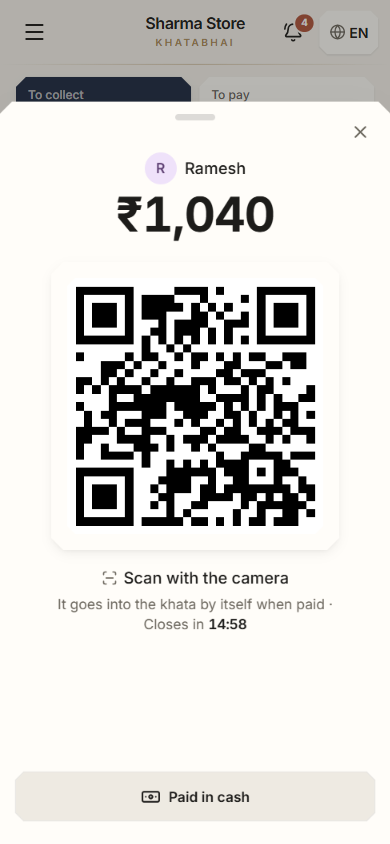 Sharma Store
KHATABHAI
4
EN
To collect
To pay
R Ramesh
₹1,040
Scan with the camera
It goes into the khata by itself when paid ·
Closes in 14:58
Paid in cash